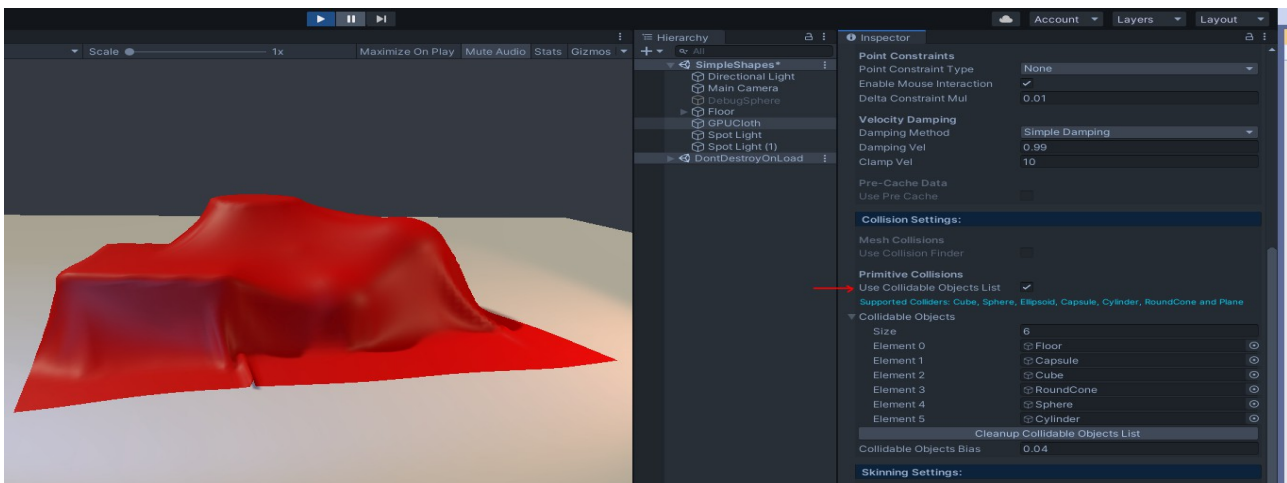 Account Layers Layout
Scale 1x Maximize On Play Mute Audio Stats Gizmos
Hierarchy
All
SimpleShapes*
Directional Light
Main Camera
DebugSphere
Floor
GPUCloth
Spot Light
Spot Light (1)
DontDestroyOnLoad
Inspector
Point Constraints
Point Constraint Type None
Enable Mouse Interaction
Delta Constraint Mul 0.01
Velocity Damping
Damping Method Simple Damping
Damping Vel 0.99
Clamp Vel 10
Pre-Cache Data
Use Pre Cache
Collision Settings:
Mesh Collisions
Use Collision Finder
Primitive Collisions
Use Collidable Objects List
Supported Colliders: Cube, Sphere, Ellipsoid, Capsule, Cylinder, RoundCone and Plane
Collidable Objects
Size 6
Element 0 Floor
Element 1 Capsule
Element 2 Cube
Element 3 RoundCone
Element 4 Sphere
Element 5 Cylinder
Cleanup Collidable Objects List
Collidable Objects Bias 0.04
Skinning Settings: